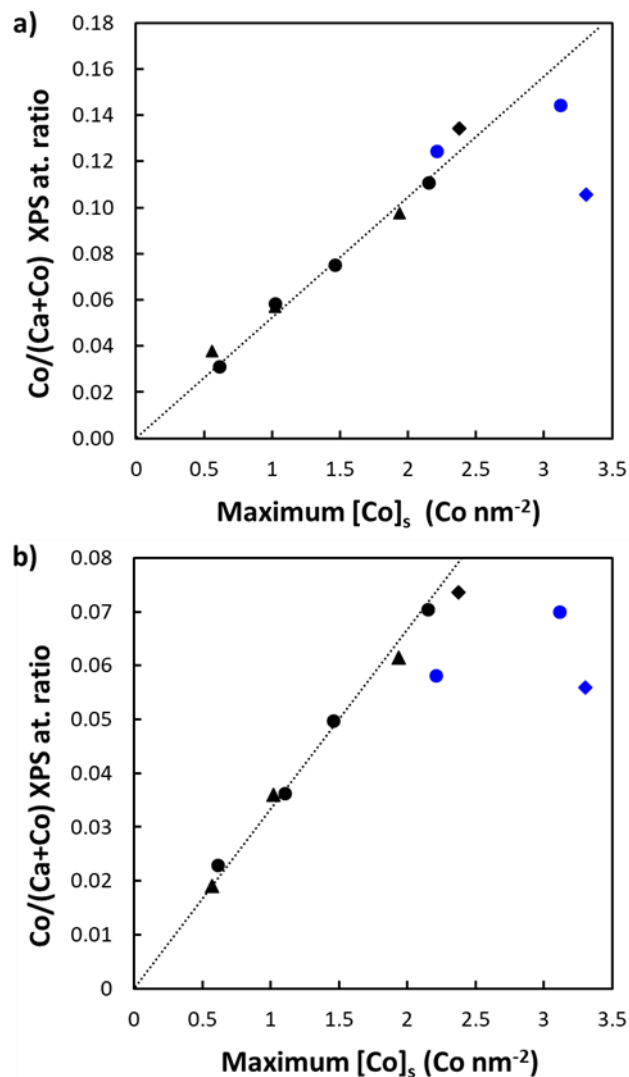 a)
Co/(Ca+Co) XPS at. ratio
0.18
0.16
0.14
0.12
0.10
0.08
0.06
0.04
0.02
0.00
0 0.5 1 1.5 2 2.5 3 3.5
Maximum [Co]s (Co nm-2)
b)
Co/(Ca+Co) XPS at. ratio
0.08
0.07
0.06
0.05
0.04
0.03
0.02
0.01
0
0 0.5 1 1.5 2 2.5 3 3.5
Maximum [Co]s (Co nm-2)